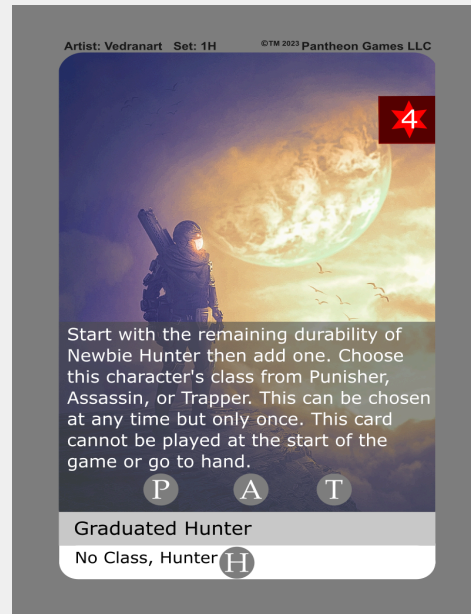 Artist: Vedranart Set: 1H ©TM 2023 Pantheon Games LLC
4
Start with the remaining durability of
Newbie Hunter then add one. Choose
this character's class from Punisher,
Assassin, or Trapper. This can be chosen
at any time but only once. This card
cannot be played at the start of the
game or go to hand.
P A T
Graduated Hunter
No Class, Hunter H